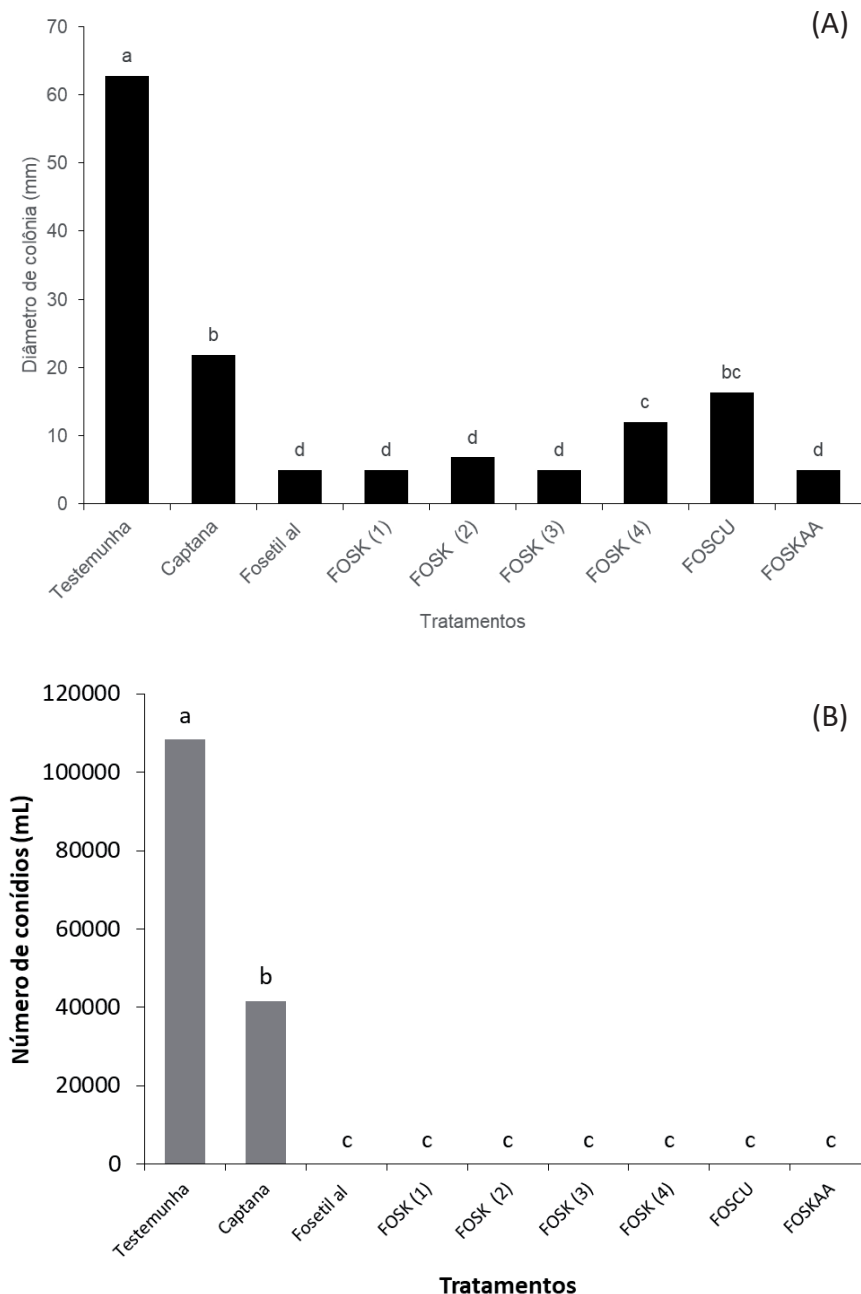 (A)
70
60
50
40
30
20
10
0
Diâmetro de colônia (mm)
a
b
d
d
d
d
c
bc
d
Testemunha
Captana
Fosetil al
FOSK (1)
FOSK (2)
FOSK (3)
FOSK (4)
FOSCU
FOSKAA
Tratamentos
(B)
120000
100000
80000
60000
40000
20000
0
Número de conídios (mL)
a
b
c
c
c
c
c
c
c
Testemunha
Captana
Fosetil al
FOSK (1)
FOSK (2)
FOSK (3)
FOSK (4)
FOSCU
FOSKAA
Tratamentos